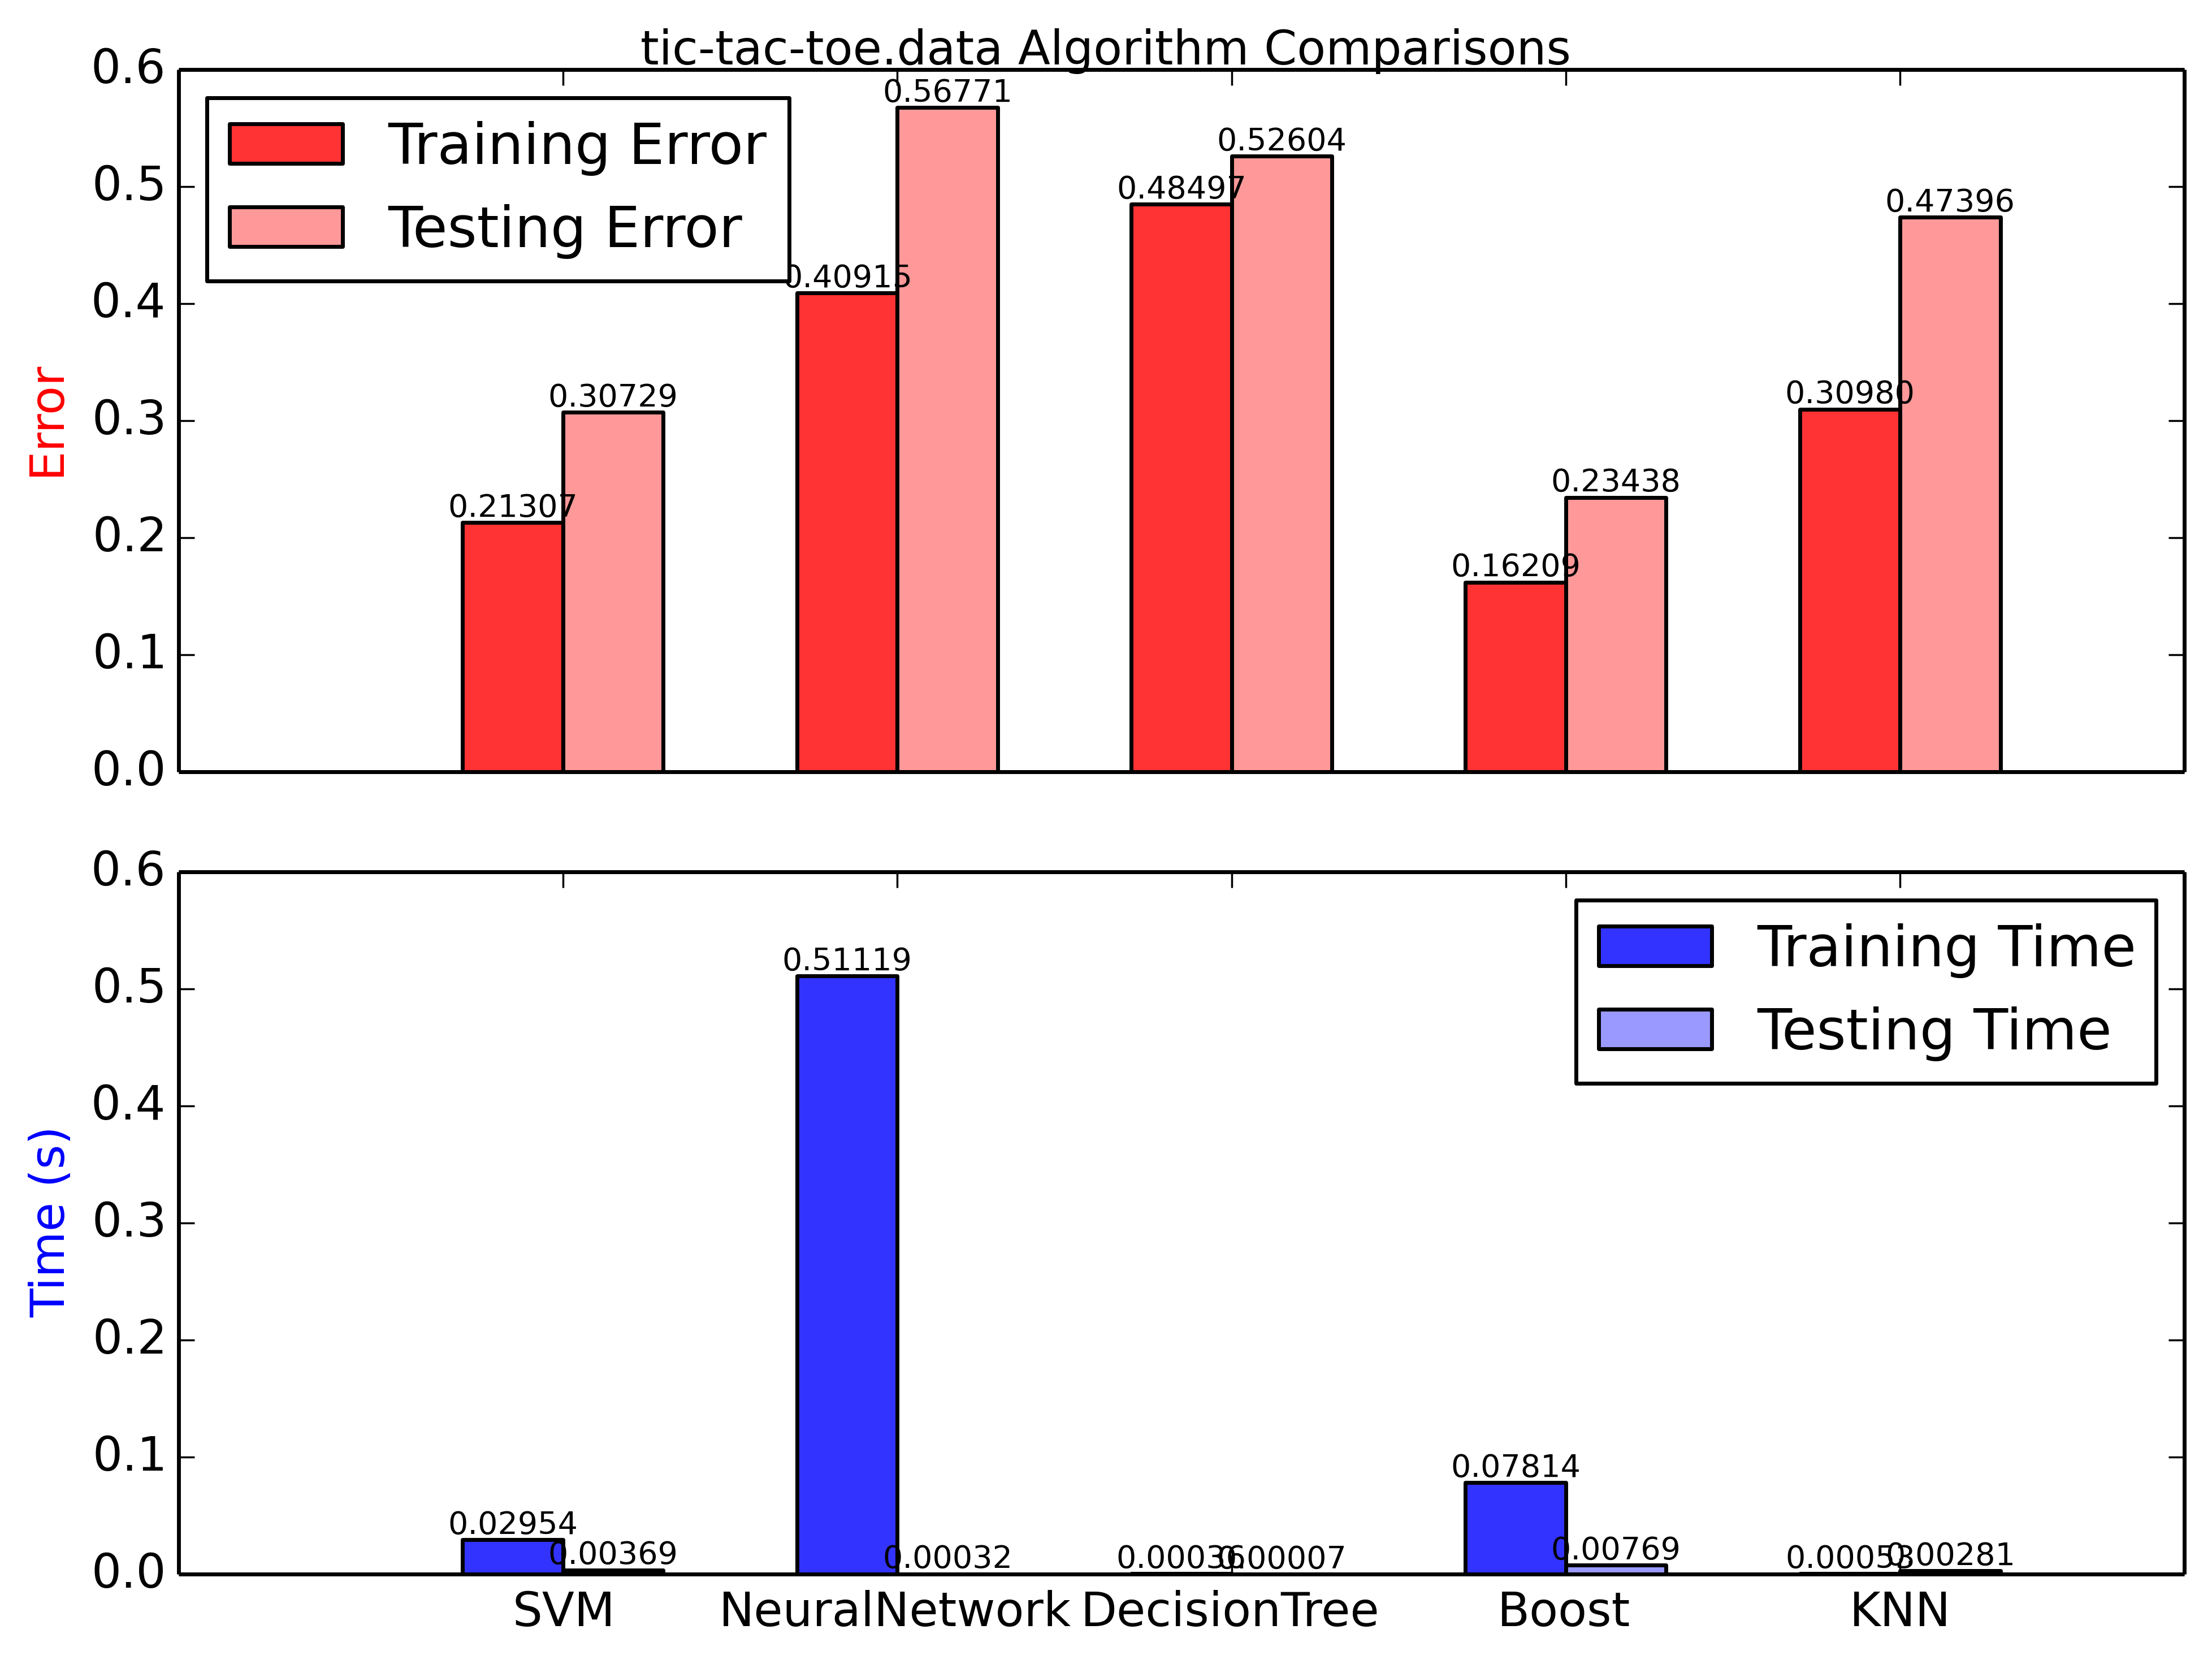 tic-tac-toe.data Algorithm Comparisons
0.6
0.5
0.4
0.3
0.2
0.1
0.0
Error
Training Error
Testing Error
0.21307
0.30729
0.40915
0.56771
0.48497
0.52604
0.16209
0.23438
0.30980
0.47396
0.6
0.5
0.4
0.3
0.2
0.1
0.0
Time (s)
Training Time
Testing Time
0.02954
0.00369
0.51119
0.00032
0.00036
0.00007
0.07814
0.00769
0.00053
0.00281
SVM
NeuralNetwork
DecisionTree
Boost
KNN